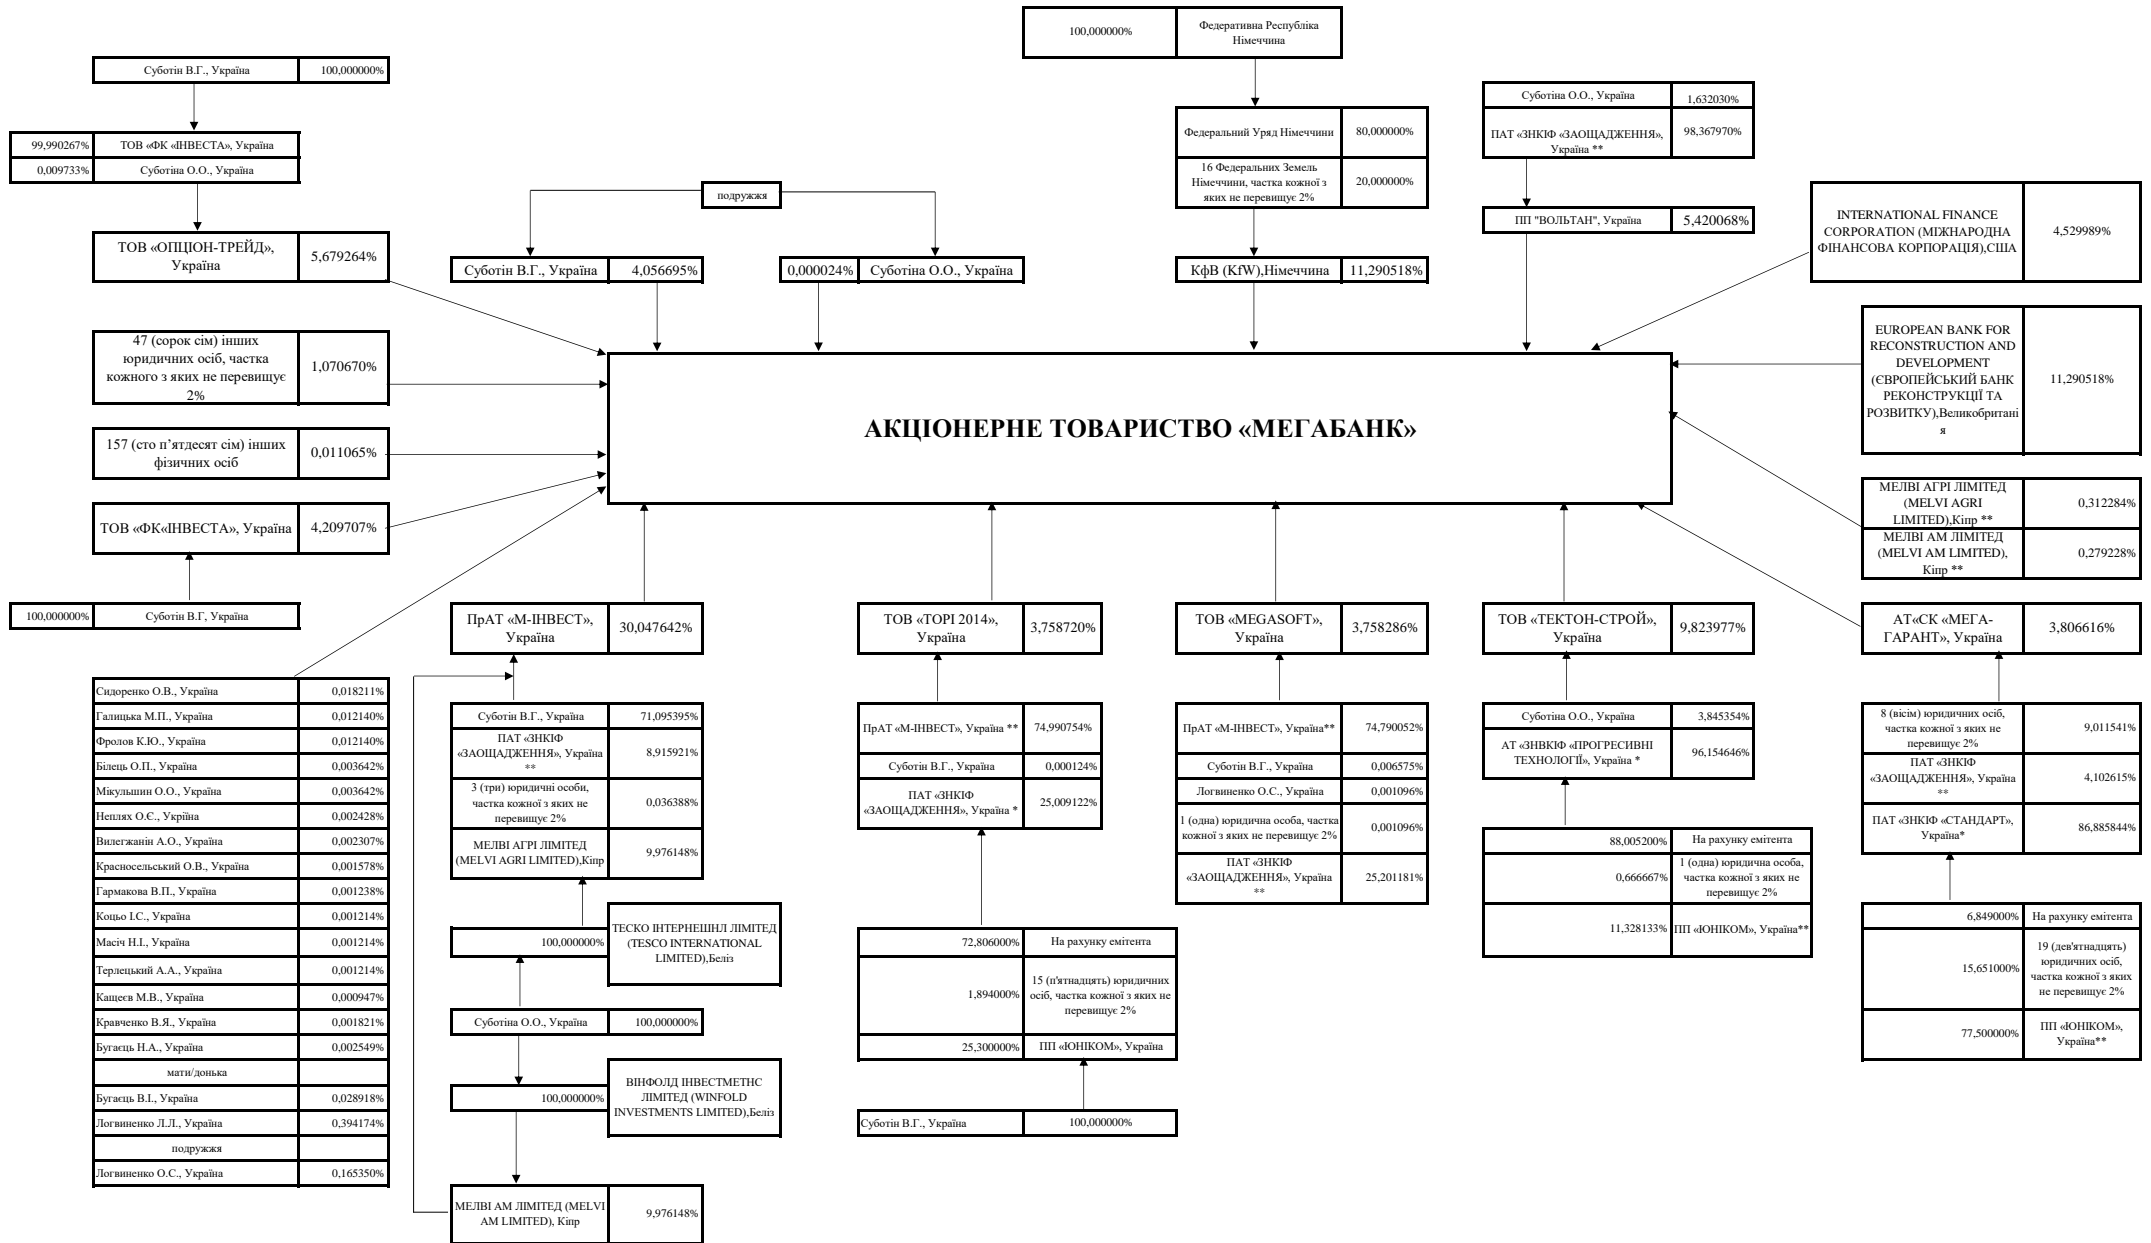 100,000000%
Федеративна Республіка
Німеччина
Суботін В.Г., Україна
100,000000%
99,990267%
ТОВ «ФК «ІНВЕСТА», Україна
0,009733%
Суботіна О.О., Україна
ТОВ «ОПЦІОН-ТРЕЙД»,
Україна
5,679264%
подружжя
Суботін В.Г., Україна
4,056695%
0,000024%
Суботіна О.О., Україна
Федеральний Уряд Німеччини
80,000000%
16 Федеральних Земель
Німеччини, частка кожної з
яких не перевищує 2%
20,000000%
КфВ (KfW),Німеччина
11,290518%
Суботіна О.О., Україна
1,632030%
ПАТ «ЗНКІФ «ЗАОЩАДЖЕННЯ»,
Україна **
98,367970%
ПП "ВОЛЬТАН", Україна
5,420068%
INTERNATIONAL FINANCE
CORPORATION (МІЖНАРОДНА
ФІНАНСОВА КОРПОРАЦІЯ),США
4,529989%
47 (сорок сім) інших
юридичних осіб, частка
кожного з яких не перевищує
2%
1,070670%
157 (сто п’ятдесят сім) інших
фізичних осіб
0,011065%
ТОВ «ФК«ІНВЕСТА», Україна
4,209707%
100,000000%
Суботін В.Г, Україна
АКЦІОНЕРНЕ ТОВАРИСТВО «МЕГАБАНК»
EUROPEAN BANK FOR
RECONSTRUCTION AND
DEVELOPMENT
(ЄВРОПЕЙСЬКИЙ БАНК
РЕКОНСТРУКЦІЇ ТА
РОЗВИТКУ),Великобритані
я
11,290518%
МЕЛВІ АГРІ ЛІМІТЕД
(MELVI AGRI
LIMITED),Кіпр **
0,312284%
МЕЛВІ АМ ЛІМІТЕД
(MELVI AM LIMITED),
Кіпр **
0,279228%
ПрАТ «М-ІНВЕСТ»,
Україна
30,047642%
ТОВ «ТОРІ 2014»,
Україна
3,758720%
ТОВ «MEGASOFT»,
Україна
3,758286%
ТОВ «ТЕКТОН-СТРОЙ»,
Україна
9,823977%
АТ«СК «МЕГА-
ГАРАНТ», Україна
3,806616%
Сидоренко О.В., Україна
0,018211%
Галицька М.П., Україна
0,012140%
Фролов К.Ю., Україна
0,012140%
Білець О.П., Україна
0,003642%
Мікульшин О.О., Україна
0,003642%
Неплях О.Є., Укріїна
0,002428%
Вилегжанін А.О., Україна
0,002307%
Красносельський О.В., Україна
0,001578%
Гармакова В.П., Україна
0,001238%
Коцьо І.С., Україна
0,001214%
Масіч Н.І., Україна
0,001214%
Терлецький А.А., Україна
0,001214%
Кащеєв М.В., Україна
0,000947%
Кравченко В.Я., Україна
0,001821%
Бугаєць Н.А., Україна
0,002549%
мати/донька
Бугаєць В.І., Україна
0,028918%
Логвиненко Л.Л., Україна
0,394174%
подружжя
Логвиненко О.С., Україна
0,165350%
Суботін В.Г., Україна
71,095395%
ПАТ «ЗНКІФ
«ЗАОЩАДЖЕННЯ», Україна
**
8,915921%
3 (три) юридичні особи,
частка кожної з яких не
перевищує 2%
0,036388%
МЕЛВІ АГРІ ЛІМІТЕД
(MELVI AGRI LIMITED),Кіпр
9,976148%
100,000000%
ТЕСКО ІНТЕРНЕШНЛ ЛІМІТЕД
(TESCO INTERNATIONAL
LIMITED),Беліз
Суботіна О.О., Україна
100,000000%
100,000000%
ВІНФОЛД ІНВЕСТМЕТНС
ЛІМІТЕД (WINFOLD
INVESTMENTS LIMITED),Беліз
МЕЛВІ АМ ЛІМІТЕД (MELVI
AM LIMITED), Кіпр
9,976148%
ПрАТ «М-ІНВЕСТ», Україна **
74,990754%
Суботін В.Г., Україна
0,000124%
ПАТ «ЗНКІФ
«ЗАОЩАДЖЕННЯ», Україна *
25,009122%
72,806000%
На рахунку емітента
1,894000%
15 (п'ятнадцять) юридичних
осіб, частка кожної з яких не
перевищує 2%
25,300000%
ПП «ЮНІКОМ», Україна
Суботін В.Г., Україна
100,000000%
ПрАТ «М-ІНВЕСТ», Україна**
74,790052%
Суботін В.Г., Україна
0,006575%
Логвиненко О.С., Україна
0,001096%
1 (одна) юридична особа, частка
кожної з яких не перевищує 2%
0,001096%
ПАТ «ЗНКІФ
«ЗАОЩАДЖЕННЯ», Україна
**
25,201181%
Суботіна О.О., Україна
3,845354%
АТ «ЗНВКІФ «ПРОГРЕСИВНІ
ТЕХНОЛОГІЇ», Україна *
96,154646%
88,005200%
На рахунку емітента
0,666667%
1 (одна) юридична особа,
частка кожної з яких не
перевищує 2%
11,328133%
ПП «ЮНІКОМ», Україна**
8 (вісім) юридичних осіб,
частка кожної з яких не
перевищує 2%
9,011541%
ПАТ «ЗНКІФ
«ЗАОЩАДЖЕННЯ», Україна
**
4,102615%
ПАТ «ЗНКІФ «СТАНДАРТ»,
Україна*
86,885844%
6,849000%
На рахунку емітента
15,651000%
19 (дев'ятнадцять)
юридичних осіб,
частка кожної з яких
не перевищує 2%
77,500000%
ПП «ЮНІКОМ»,
Україна**